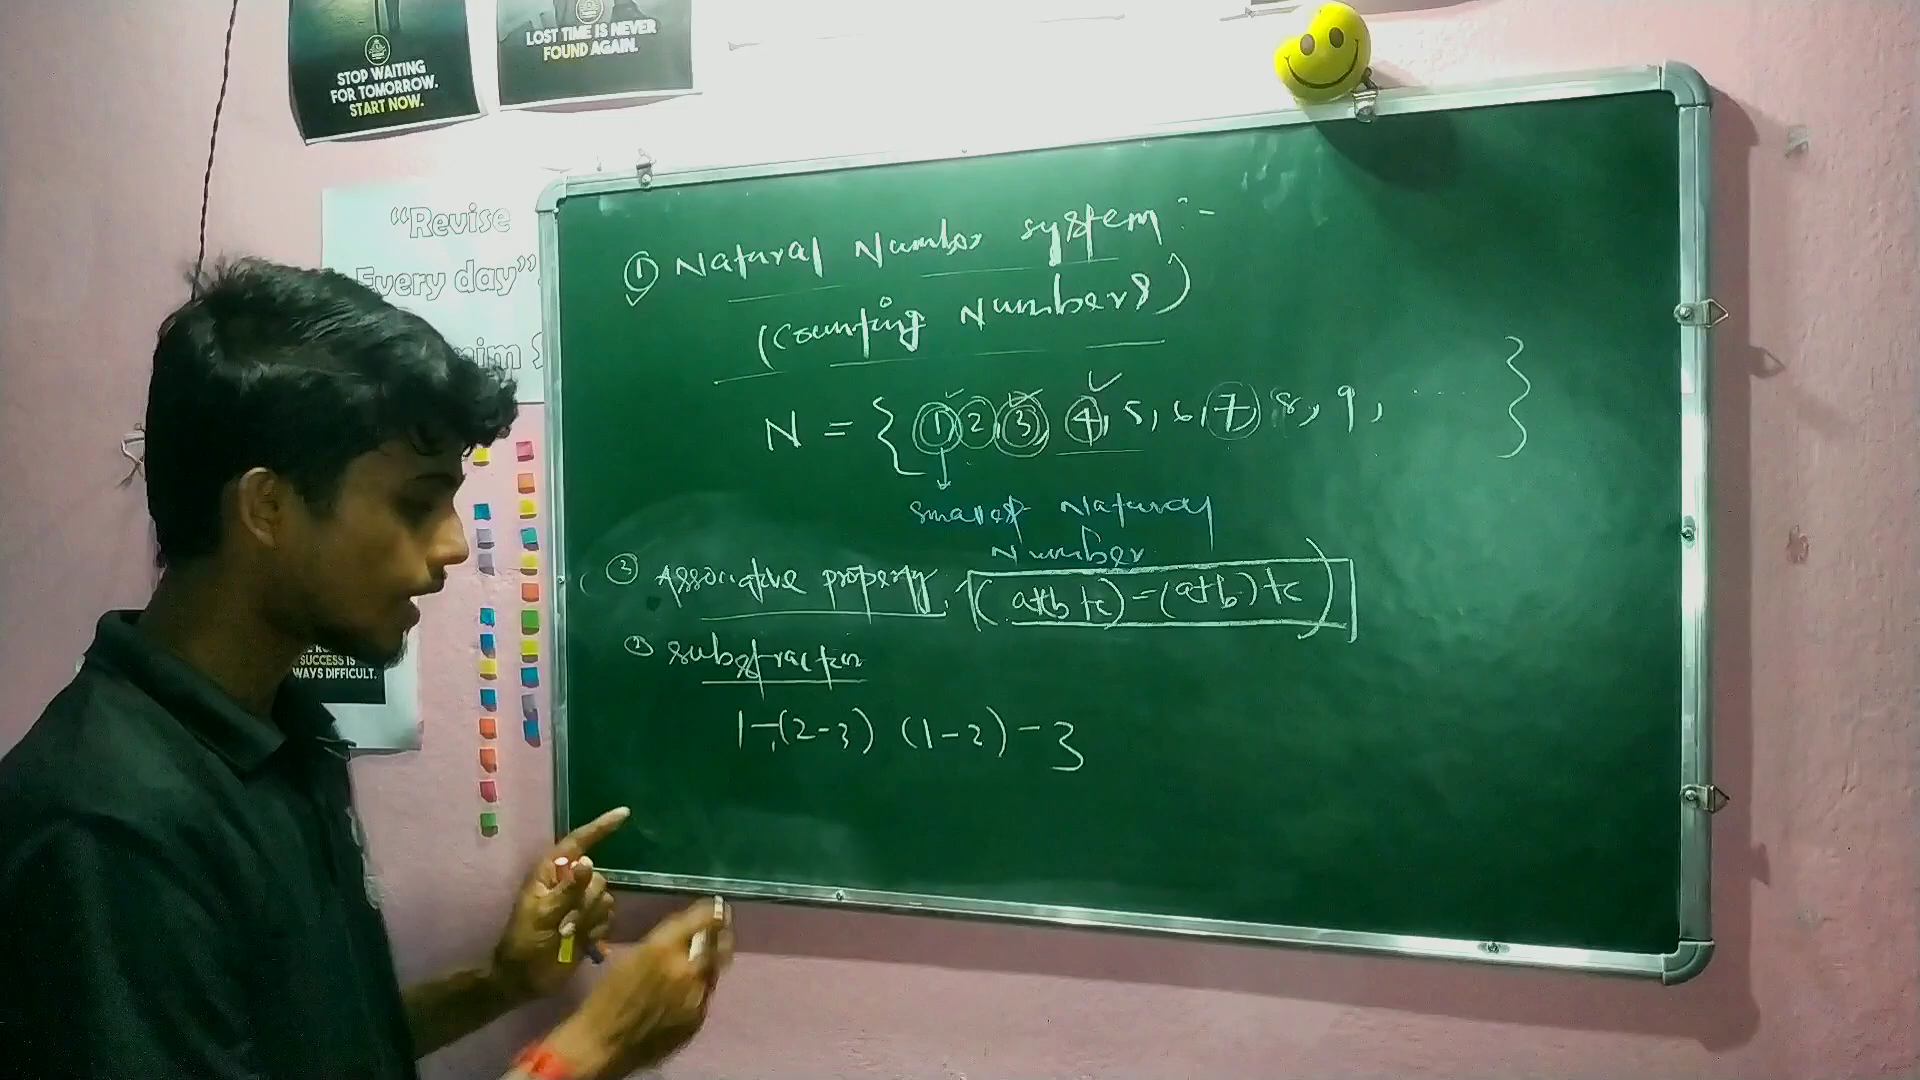 STOP WAITING
FOR TOMORROW.
START NOW.
LOST TIME IS NEVER
FOUND AGAIN.
“Revise
Every day”
SUCCESS IS
WAYS DIFFICULT.
① Natural Number system :-
(Counting Numbers)
N = { 1, 2, 3, 4, 5, 6, 7, 8, 9, ... }
smallest Natural
Number
② Associative property, (a+(b+c) = (a+b)+c)
② substraction
1-(2-3) (1-2)-3